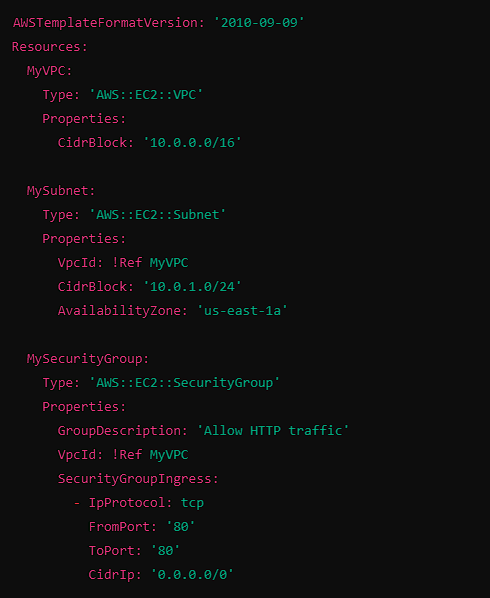 AWSTemplateFormatVersion: '2010-09-09'
Resources:
  MyVPC:
    Type: 'AWS::EC2::VPC'
    Properties:
      CidrBlock: '10.0.0.0/16'

  MySubnet:
    Type: 'AWS::EC2::Subnet'
    Properties:
      VpcId: !Ref MyVPC
      CidrBlock: '10.0.1.0/24'
      AvailabilityZone: 'us-east-1a'

  MySecurityGroup:
    Type: 'AWS::EC2::SecurityGroup'
    Properties:
      GroupDescription: 'Allow HTTP traffic'
      VpcId: !Ref MyVPC
      SecurityGroupIngress:
        - IpProtocol: tcp
          FromPort: '80'
          ToPort: '80'
          CidrIp: '0.0.0.0/0'